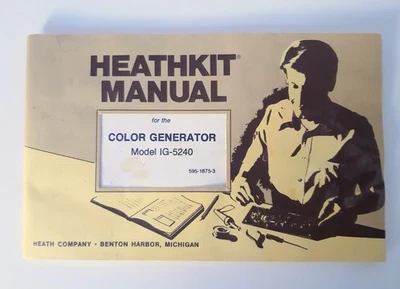 HEATHKIT®
MANUAL
for the
COLOR GENERATOR
Model IG-5240
595-1875-3
HEATH COMPANY • BENTON HARBOR, MICHIGAN